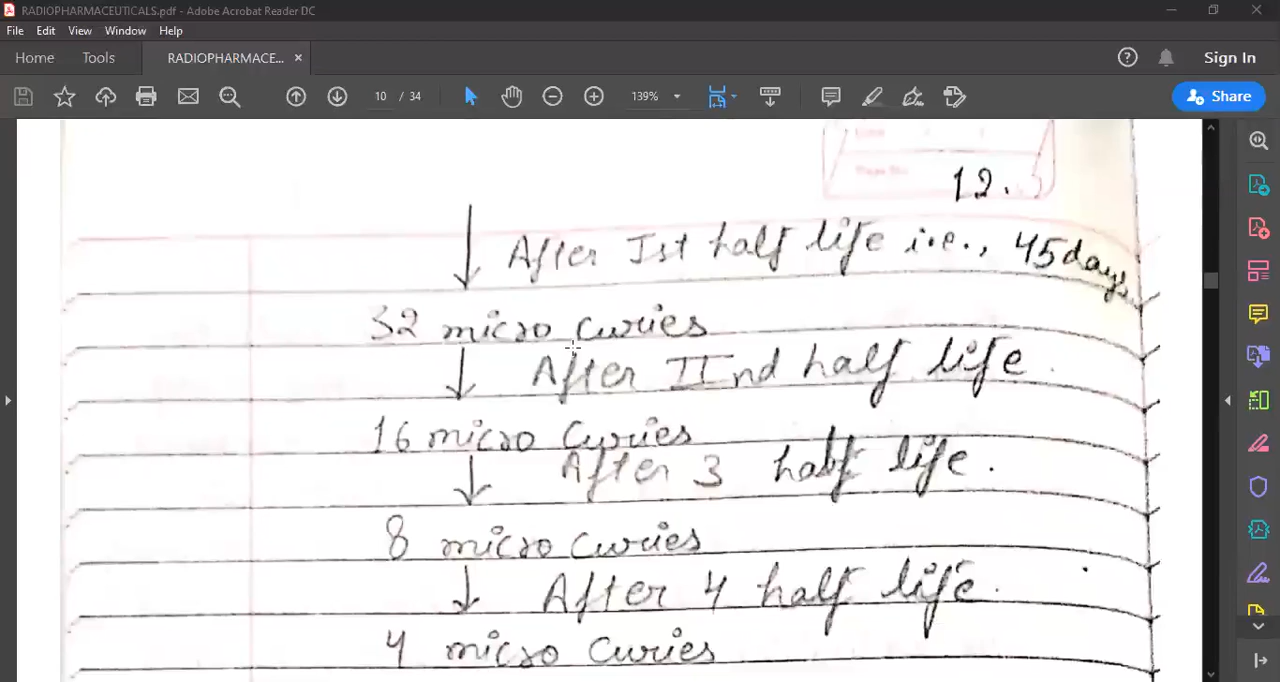 RADIOPHARMACEUTICALS.pdf - Adobe Acrobat Reader DC
File Edit View Window Help
Home Tools RADIOPHARMACE... × Sign In
10 / 34 139% Share
12.
After Ist half life i.e., 45days
32 micro curies
After IInd half life.
16 micro curies
After 3 half life.
8 micro curies
After 4 half life.
4 micro curies